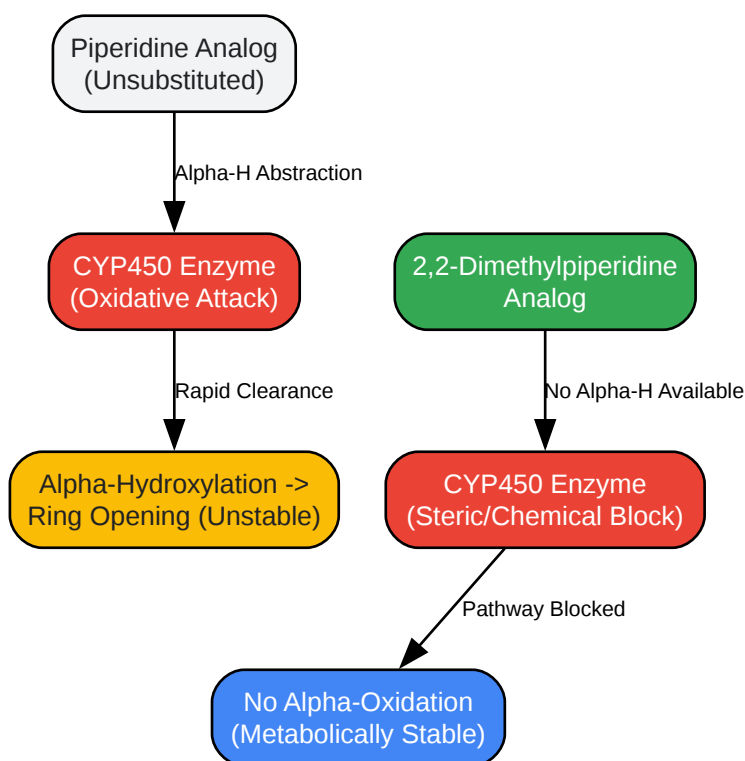 Piperidine Analog
(Unsubstituted)
Alpha-H Abstraction
CYP450 Enzyme
(Oxidative Attack)
2,2-Dimethylpiperidine
Analog
Rapid Clearance
No Alpha-H Available
Alpha-Hydroxylation ->
Ring Opening (Unstable)
CYP450 Enzyme
(Steric/Chemical Block)
Pathway Blocked
No Alpha-Oxidation
(Metabolically Stable)